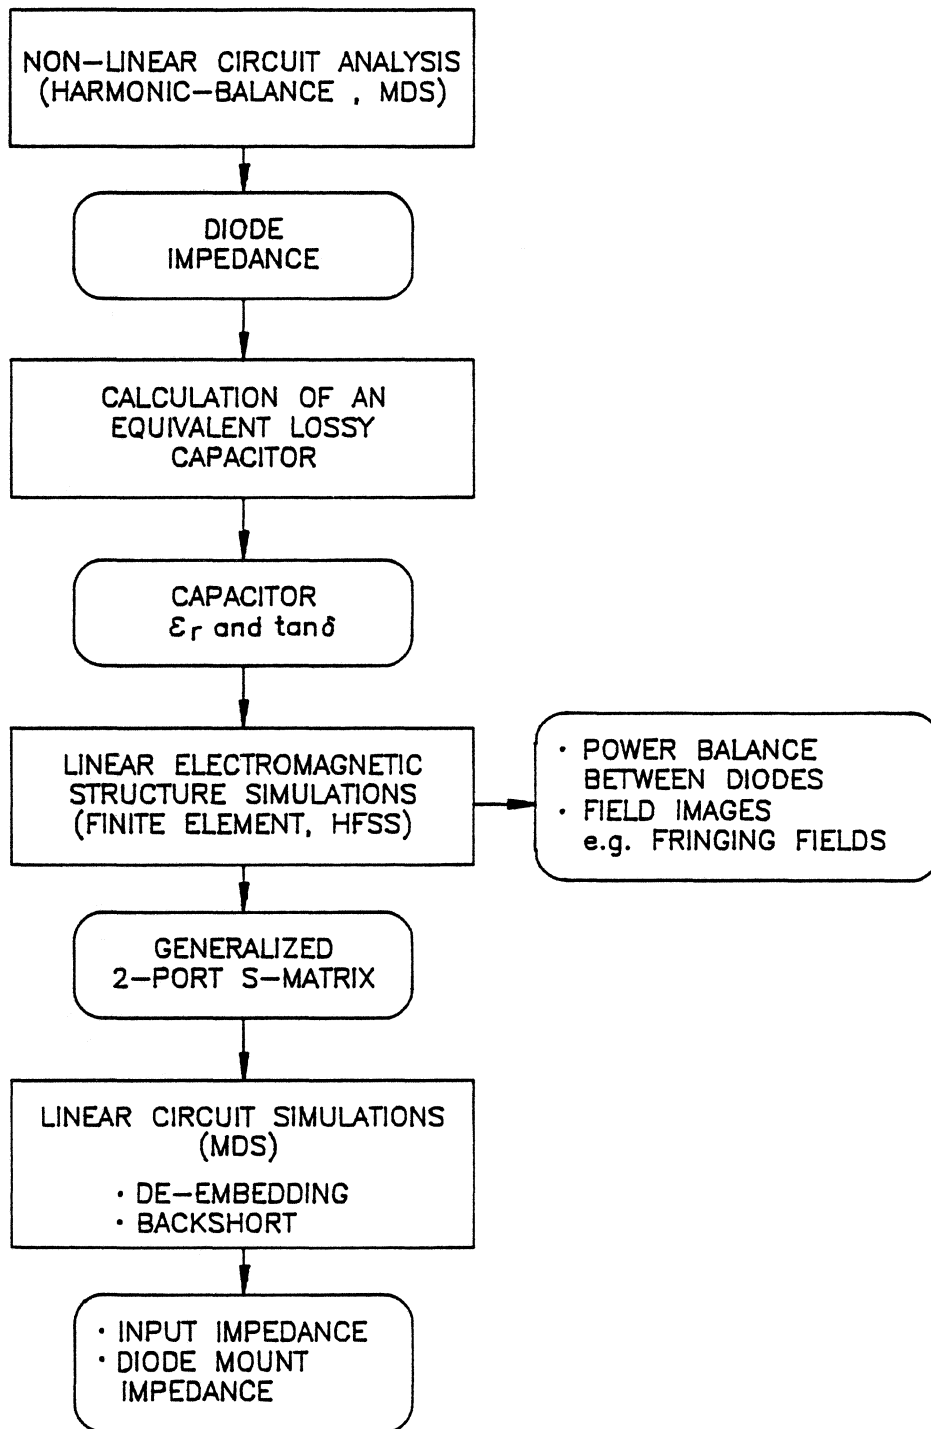 NON-LINEAR CIRCUIT ANALYSIS
(HARMONIC-BALANCE , MDS)
DIODE
IMPEDANCE
CALCULATION OF AN
EQUIVALENT LOSSY
CAPACITOR
CAPACITOR
εr and tanδ
LINEAR ELECTROMAGNETIC
STRUCTURE SIMULATIONS
(FINITE ELEMENT, HFSS)
· POWER BALANCE
BETWEEN DIODES
· FIELD IMAGES
e.g. FRINGING FIELDS
GENERALIZED
2-PORT S-MATRIX
LINEAR CIRCUIT SIMULATIONS
(MDS)
· DE-EMBEDDING
· BACKSHORT
· INPUT IMPEDANCE
· DIODE MOUNT
IMPEDANCE